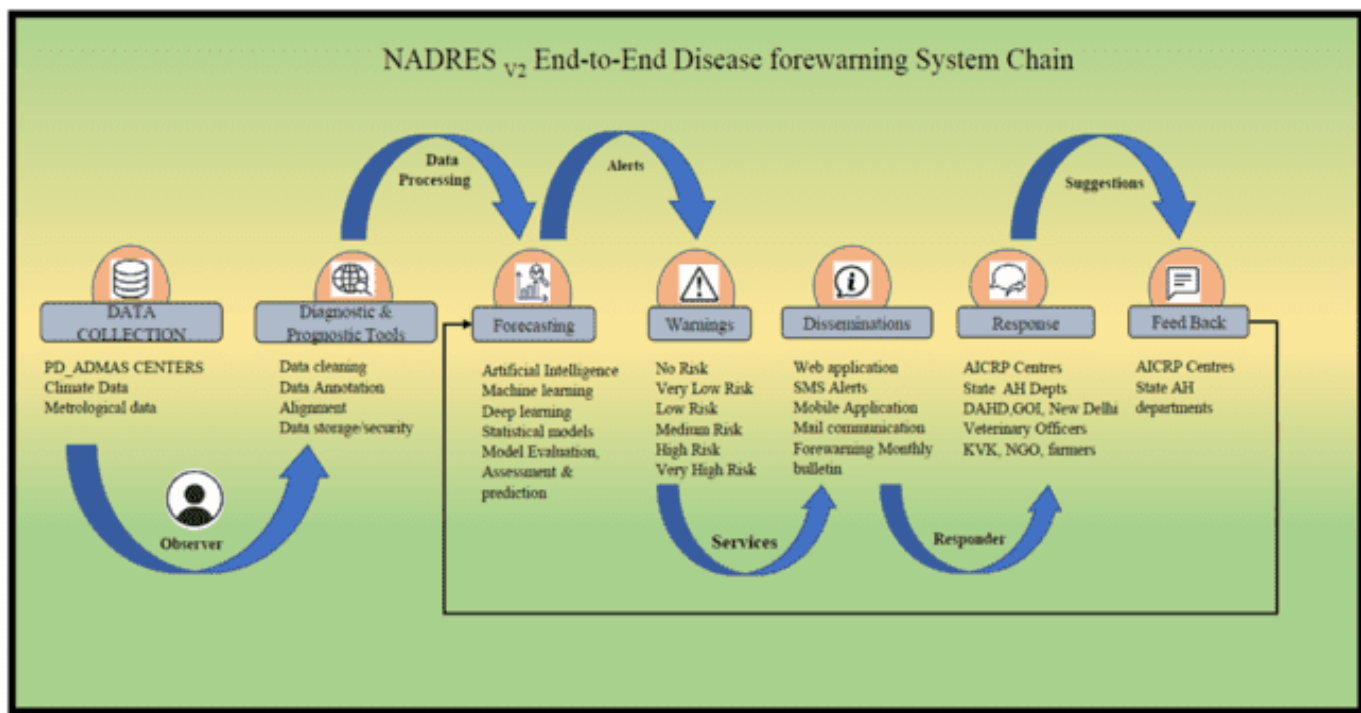 NADRES V2 End-to-End Disease forewarning System Chain
Data
Processing
Alerts
Suggestions
DATA
COLLECTION
PD_ADMAS CENTERS
Climate Data
Metrological data
Observer
Diagnostic &
Prognostic Tools
Data cleaning
Data Annotation
Alignment
Data storage/security
Forecasting
Artificial Intelligence
Machine learning
Deep learning
Statistical models
Model Evaluation,
Assessment &
prediction
Warnings
No Risk
Very Low Risk
Low Risk
Medium Risk
High Risk
Very High Risk
Services
Disseminations
Web application
SMS Alerts
Mobile Application
Mail communication
Forewarning Monthly
bulletin
Responder
Response
AICRP Centres
State AH Depts
DAHD,GOI, New Delhi
Veterinary Officers
KVK, NGO, farmers
Feed Back
AICRP Centres
State AH
departments